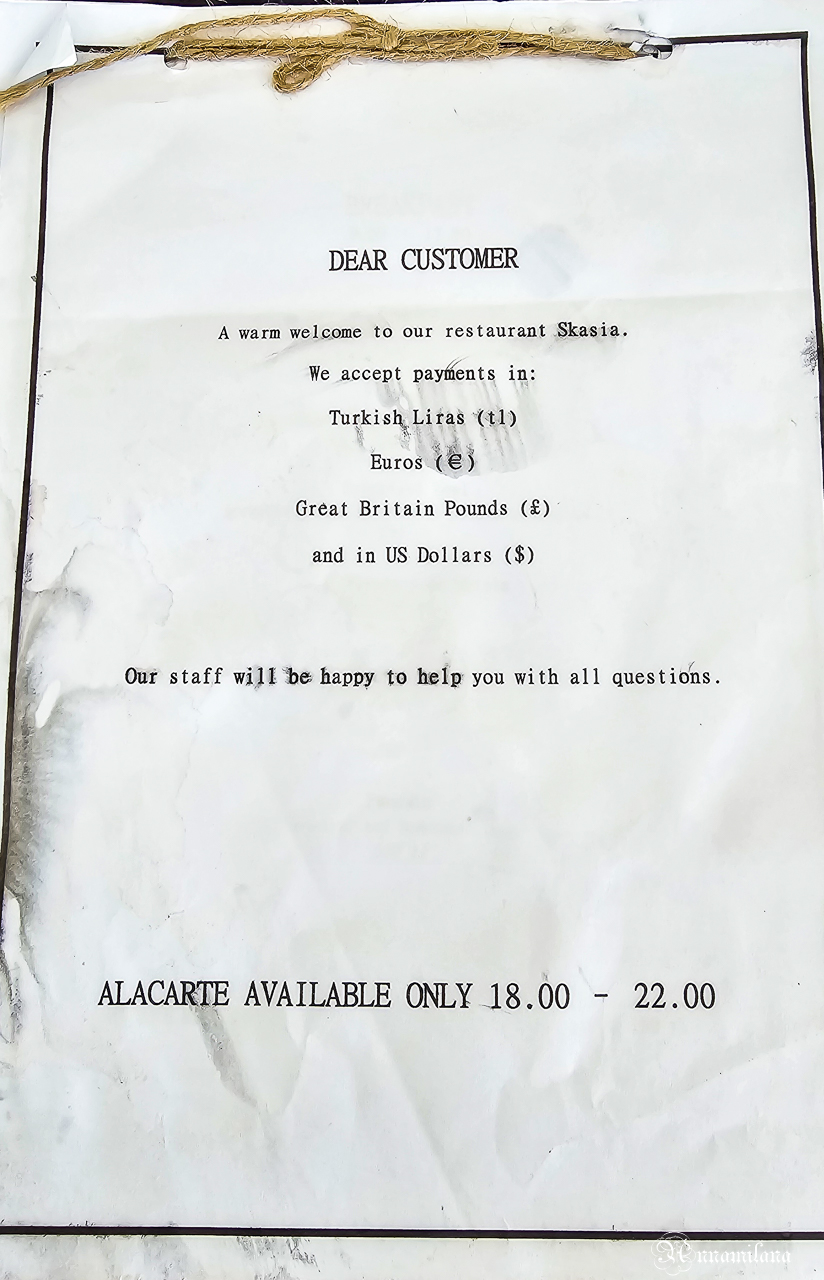 DEAR CUSTOMER
A warm welcome to our restaurant Skasia.
We accept payments in:
Turkish Liras (tl)
Euros (€)
Great Britain Pounds (£)
and in US Dollars ($)
Our staff will be happy to help you with all questions.
ALACARTE AVAILABLE ONLY 18.00 - 22.00
Annamilana